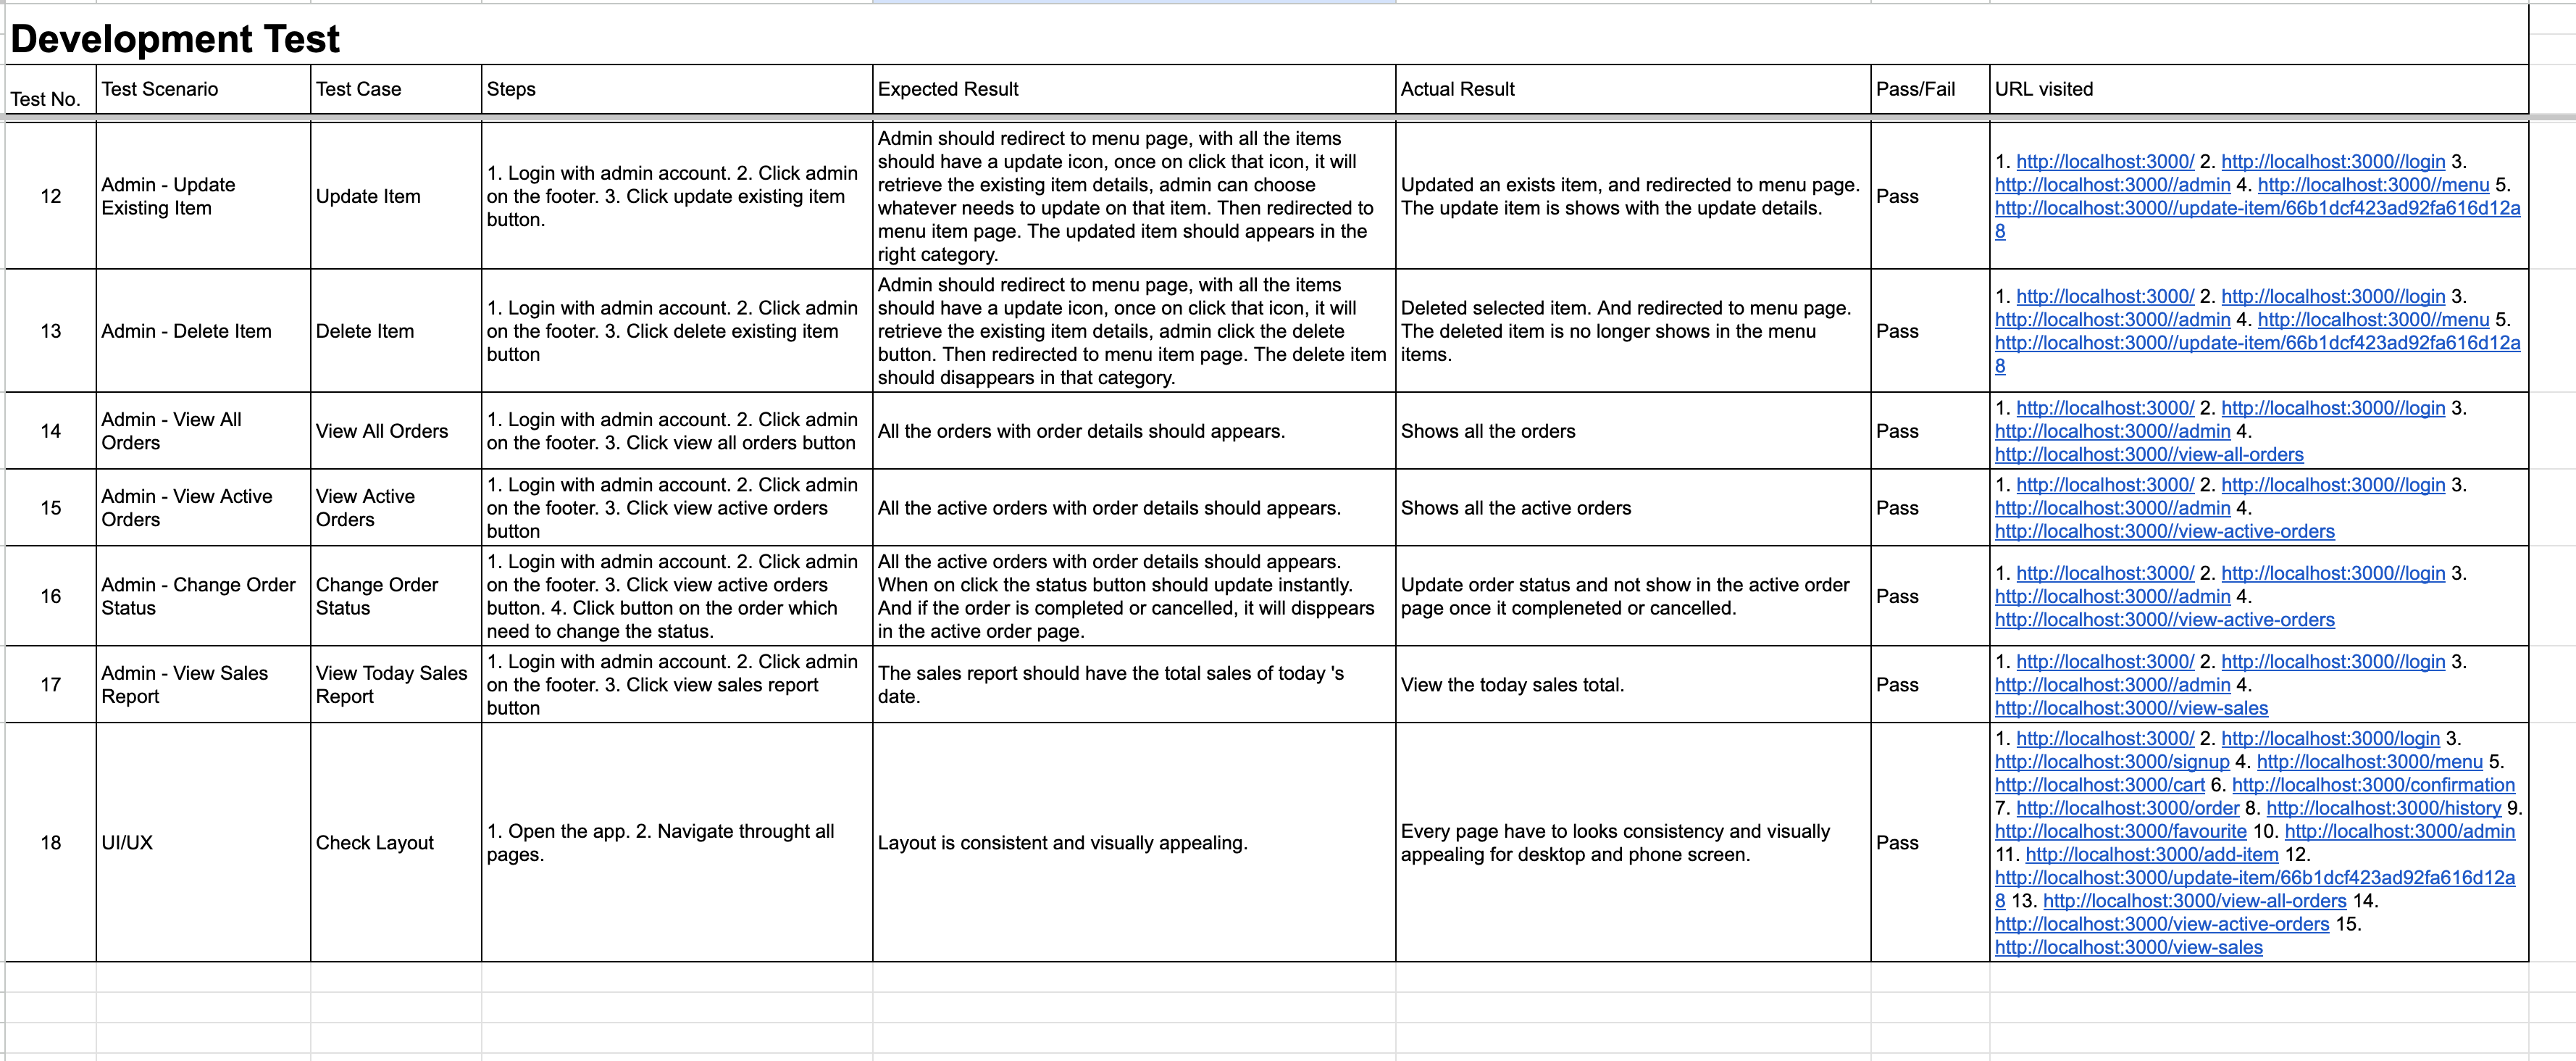 Development Test
Test No.
Test Scenario
Test Case
Steps
Expected Result
Actual Result
Pass/Fail
URL visited
12
Admin - Update
Existing Item
Update Item
1. Login with admin account. 2. Click admin
on the footer. 3. Click update existing item
button.
Admin should redirect to menu page, with all the items
should have a update icon, once on click that icon, it will
retrieve the existing item details, admin can choose
whatever needs to update on that item. Then redirected to
menu item page. The updated item should appears in the
right category.
Updated an exists item, and redirected to menu page.
The update item is shows with the update details.
Pass
1. http://localhost:3000/ 2. http://localhost:3000//login 3.
http://localhost:3000//admin 4. http://localhost:3000//menu 5.
http://localhost:3000//update-item/66b1dcf423ad92fa616d12a
8
13
Admin - Delete Item
Delete Item
1. Login with admin account. 2. Click admin
on the footer. 3. Click delete existing item
button
Admin should redirect to menu page, with all the items
should have a update icon, once on click that icon, it will
retrieve the existing item details, admin click the delete
button. Then redirected to menu item page. The delete item
should disappears in that category.
Deleted selected item. And redirected to menu page.
The deleted item is no longer shows in the menu
items.
Pass
1. http://localhost:3000/ 2. http://localhost:3000//login 3.
http://localhost:3000//admin 4. http://localhost:3000//menu 5.
http://localhost:3000//update-item/66b1dcf423ad92fa616d12a
8
14
Admin - View All
Orders
View All Orders
1. Login with admin account. 2. Click admin
on the footer. 3. Click view all orders button
All the orders with order details should appears.
Shows all the orders
Pass
1. http://localhost:3000/ 2. http://localhost:3000//login 3.
http://localhost:3000//admin 4.
http://localhost:3000//view-all-orders
15
Admin - View Active
Orders
View Active
Orders
1. Login with admin account. 2. Click admin
on the footer. 3. Click view active orders
button
All the active orders with order details should appears.
Shows all the active orders
Pass
1. http://localhost:3000/ 2. http://localhost:3000//login 3.
http://localhost:3000//admin 4.
http://localhost:3000//view-active-orders
16
Admin - Change Order
Status
Change Order
Status
1. Login with admin account. 2. Click admin
on the footer. 3. Click view active orders
button. 4. Click button on the order which
need to change the status.
All the active orders with order details should appears.
When on click the status button should update instantly.
And if the order is completed or cancelled, it will disppears
in the active order page.
Update order status and not show in the active order
page once it compleneted or cancelled.
Pass
1. http://localhost:3000/ 2. http://localhost:3000//login 3.
http://localhost:3000//admin 4.
http://localhost:3000//view-active-orders
17
Admin - View Sales
Report
View Today Sales
Report
1. Login with admin account. 2. Click admin
on the footer. 3. Click view sales report
button
The sales report should have the total sales of today 's
date.
View the today sales total.
Pass
1. http://localhost:3000/ 2. http://localhost:3000//login 3.
http://localhost:3000//admin 4.
http://localhost:3000//view-sales
18
UI/UX
Check Layout
1. Open the app. 2. Navigate throught all
pages.
Layout is consistent and visually appealing.
Every page have to looks consistency and visually
appealing for desktop and phone screen.
Pass
1. http://localhost:3000/ 2. http://localhost:3000/login 3.
http://localhost:3000/signup 4. http://localhost:3000/menu 5.
http://localhost:3000/cart 6. http://localhost:3000/confirmation
7. http://localhost:3000/order 8. http://localhost:3000/history 9.
http://localhost:3000/favourite 10. http://localhost:3000/admin
11. http://localhost:3000/add-item 12.
http://localhost:3000/update-item/66b1dcf423ad92fa616d12a
8 13. http://localhost:3000/view-all-orders 14.
http://localhost:3000/view-active-orders 15.
http://localhost:3000/view-sales